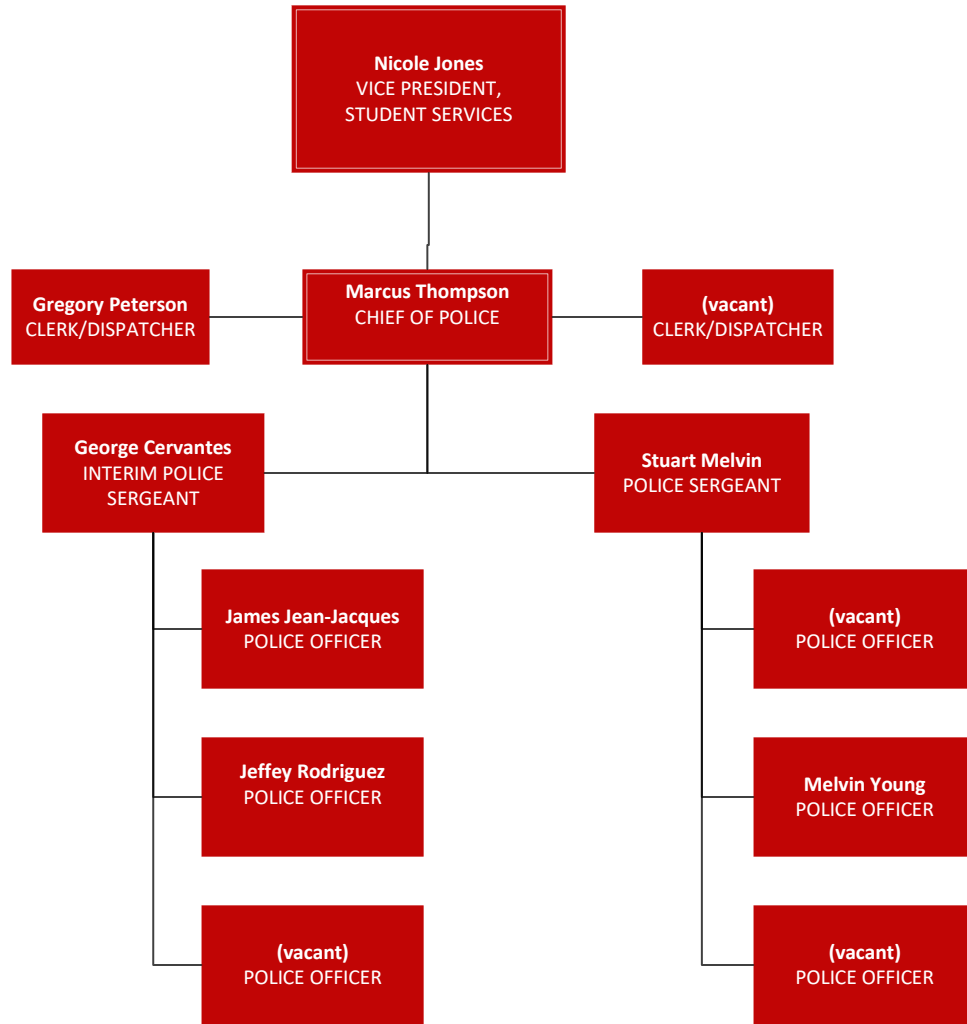 Nicole Jones
VICE PRESIDENT,
STUDENT SERVICES
Gregory Peterson
CLERK/DISPATCHER
Marcus Thompson
CHIEF OF POLICE
(vacant)
CLERK/DISPATCHER
George Cervantes
INTERIM POLICE
SERGEANT
Stuart Melvin
POLICE SERGEANT
James Jean-Jacques
POLICE OFFICER
(vacant)
POLICE OFFICER
Jeffey Rodriguez
POLICE OFFICER
Melvin Young
POLICE OFFICER
(vacant)
POLICE OFFICER
(vacant)
POLICE OFFICER